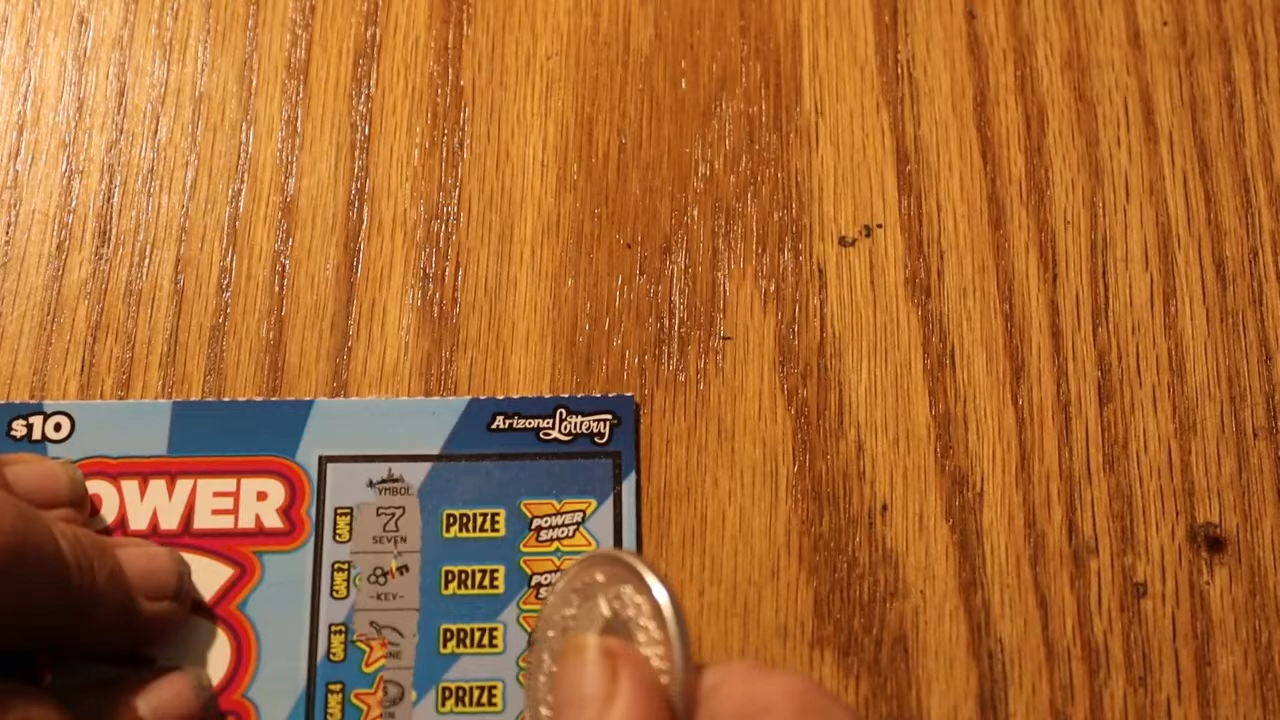 $10
Arizona Lottery
OWER
YMBOL
GAME 1
7
SEVEN
PRIZE
POWER SHOT
GAME 2
-KEY-
PRIZE
GAME 3
PRIZE
GAME 4
PRIZE